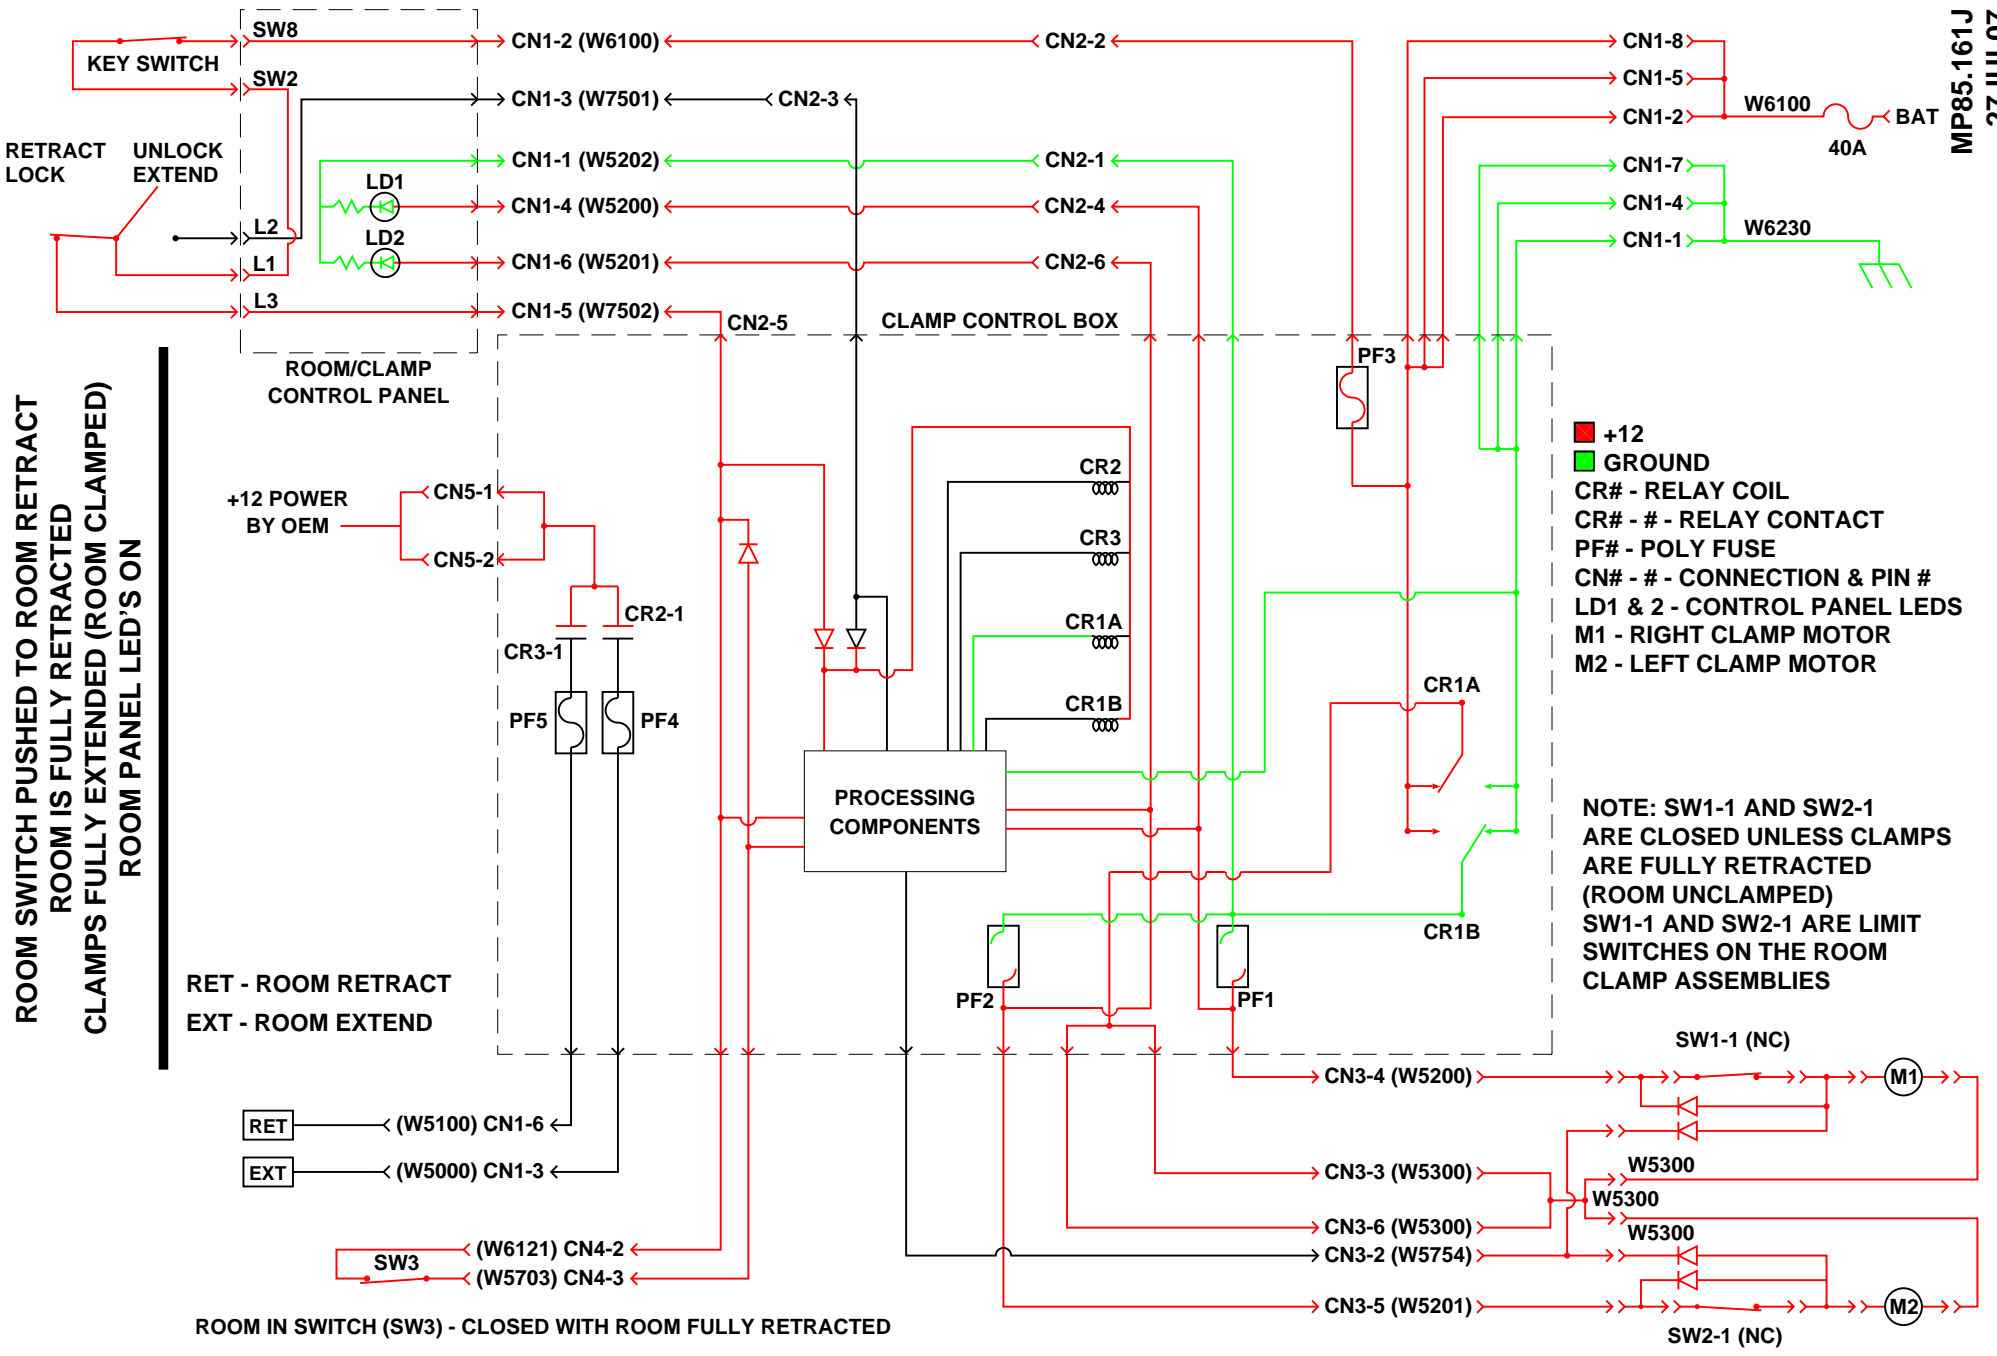 SW8
KEY SWITCH
SW2
RETRACT
LOCK
UNLOCK
EXTEND
L2
L1
L3
LD1
LD2
CN1-2 (W6100)
CN1-3 (W7501)
CN1-1 (W5202)
CN1-4 (W5200)
CN1-6 (W5201)
CN1-5 (W7502)
CN2-2
CN2-3
CN2-1
CN2-4
CN2-6
CN2-5
ROOM/CLAMP
CONTROL PANEL
CLAMP CONTROL BOX
CN1-8
CN1-5
CN1-2
CN1-7
CN1-4
CN1-1
W6100
40A
BAT
W6230
MP85.161J
PF3
+12
GROUND
CR# - RELAY COIL
CR# - # - RELAY CONTACT
PF# - POLY FUSE
CN# - # - CONNECTION & PIN #
LD1 & 2 - CONTROL PANEL LEDS
M1 - RIGHT CLAMP MOTOR
M2 - LEFT CLAMP MOTOR
ROOM SWITCH PUSHED TO ROOM RETRACT
ROOM IS FULLY RETRACTED
CLAMPS FULLY EXTENDED (ROOM CLAMPED)
ROOM PANEL LED'S ON
+12 POWER
BY OEM
CN5-1
CN5-2
CR2-1
CR3-1
PF5
PF4
CR2
CR3
CR1A
CR1B
PROCESSING
COMPONENTS
CR1A
CR1B
PF2
PF1
NOTE: SW1-1 AND SW2-1
ARE CLOSED UNLESS CLAMPS
ARE FULLY RETRACTED
(ROOM UNCLAMPED)
SW1-1 AND SW2-1 ARE LIMIT
SWITCHES ON THE ROOM
CLAMP ASSEMBLIES
RET - ROOM RETRACT
EXT - ROOM EXTEND
RET
(W5100) CN1-6
EXT
(W5000) CN1-3
SW3
(W6121) CN4-2
(W5703) CN4-3
ROOM IN SWITCH (SW3) - CLOSED WITH ROOM FULLY RETRACTED
CN3-4 (W5200)
CN3-3 (W5300)
CN3-6 (W5300)
CN3-2 (W5754)
CN3-5 (W5201)
SW1-1 (NC)
M1
W5300
W5300
W5300
M2
SW2-1 (NC)